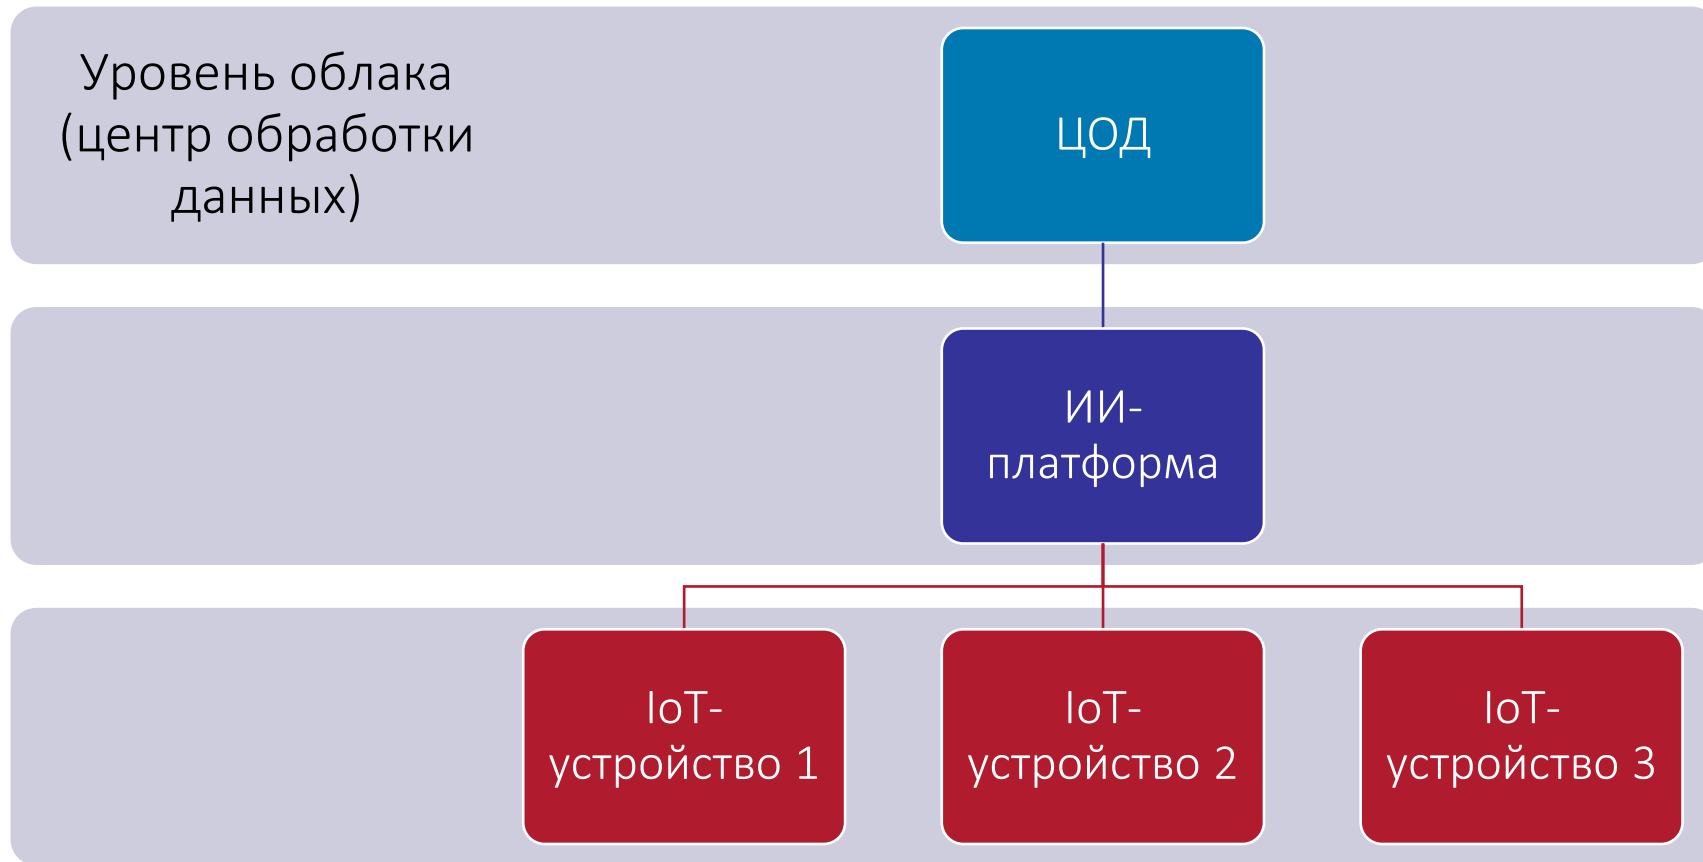 Уровень облака
(центр обработки
данных)
ЦОД
ИИ-
платформа
IoT-
устройство 1
IoT-
устройство 2
IoT-
устройство 3